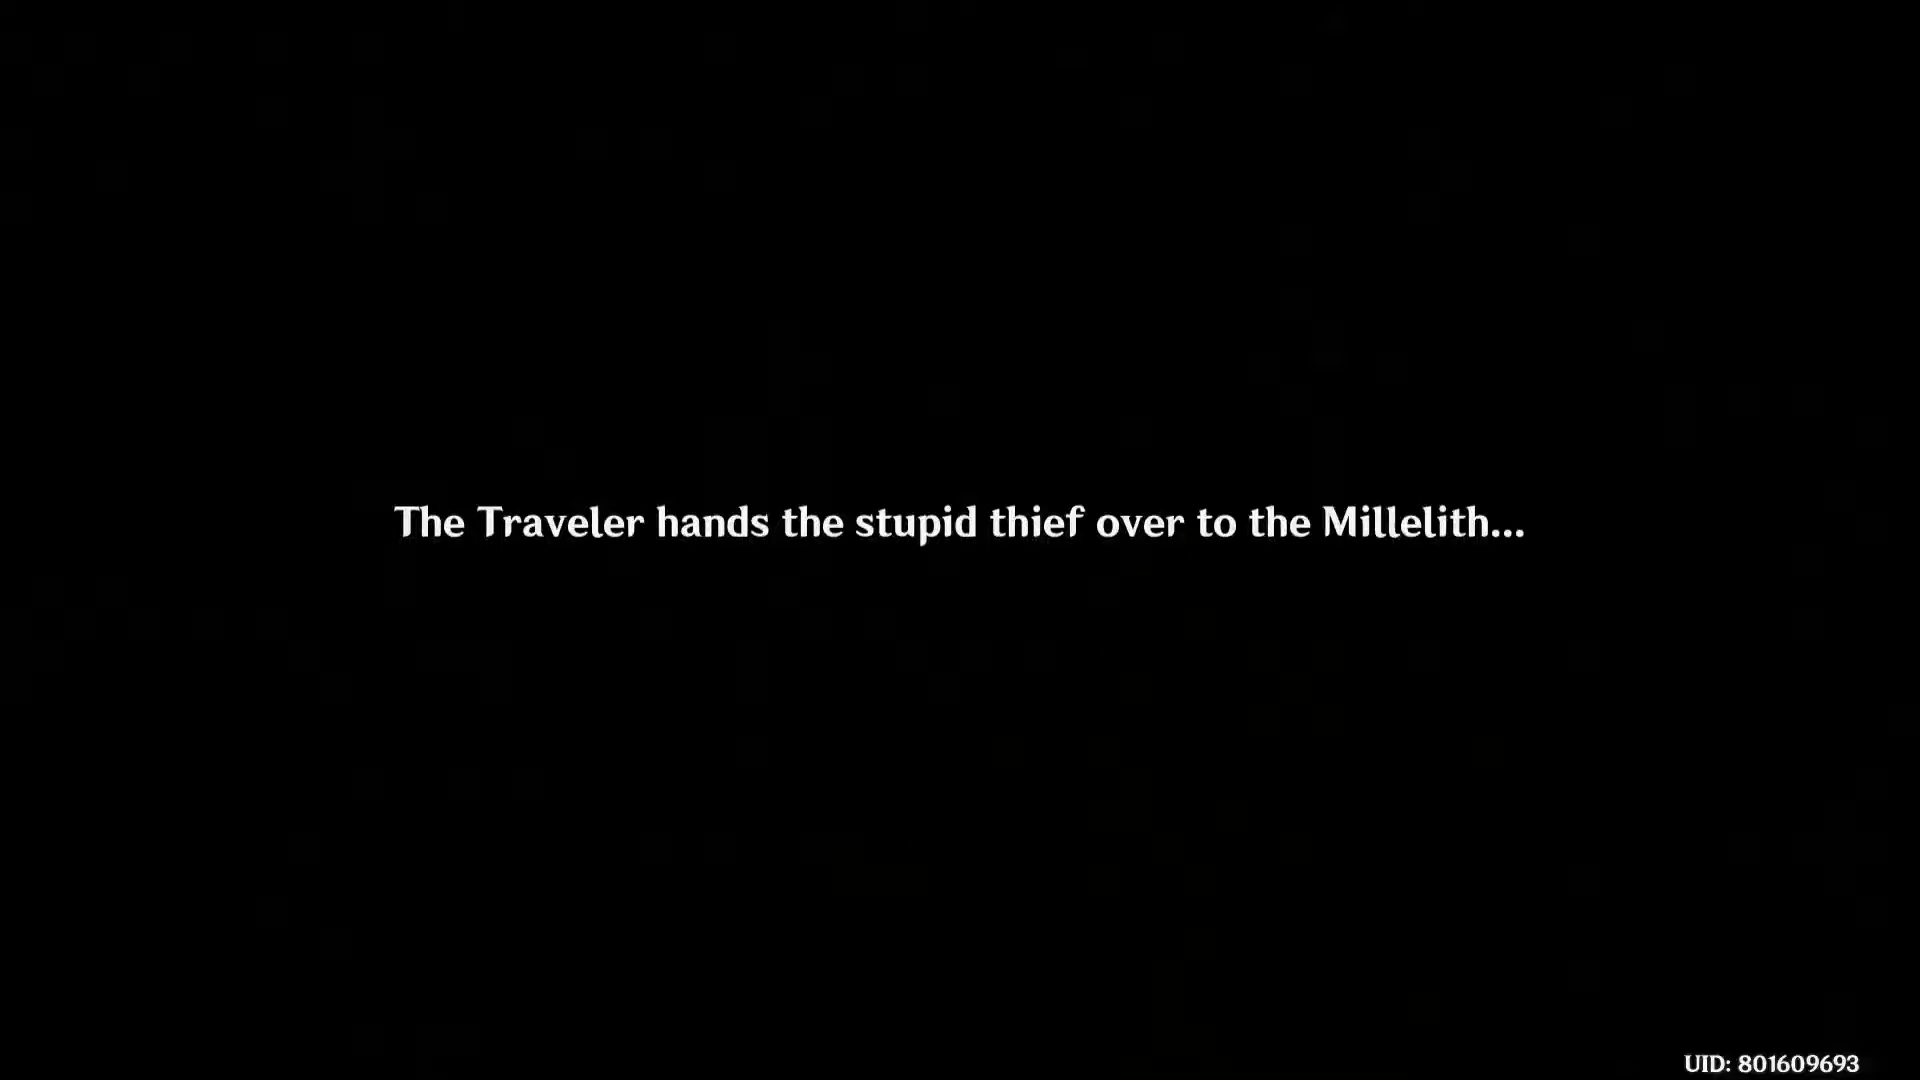 The Traveler hands the stupid thief over to the Millelith...
UID: 801609693